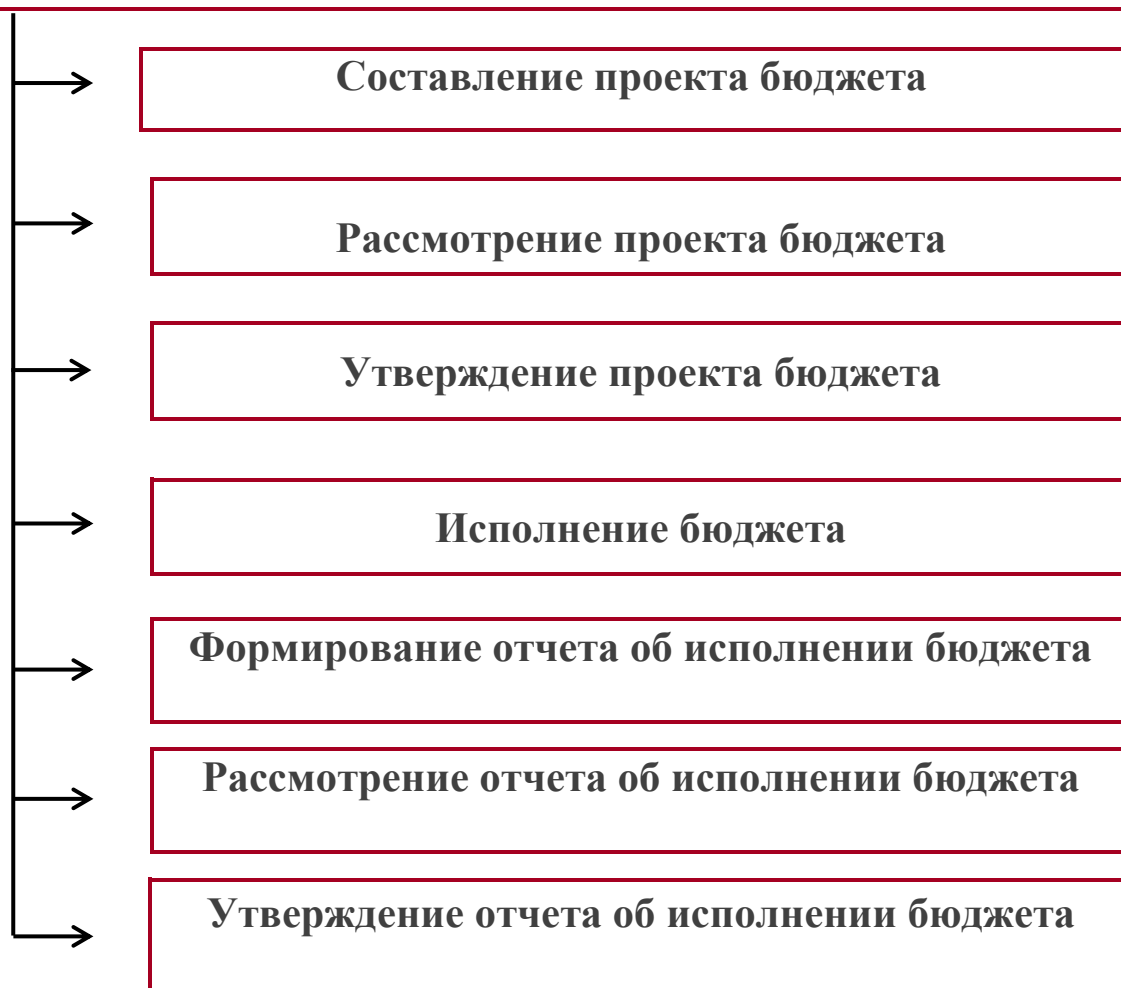 Составление проекта бюджета
Рассмотрение проекта бюджета
Утверждение проекта бюджета
Исполнение бюджета
Формирование отчета об исполнении бюджета
Рассмотрение отчета об исполнении бюджета
Утверждение отчета об исполнении бюджета